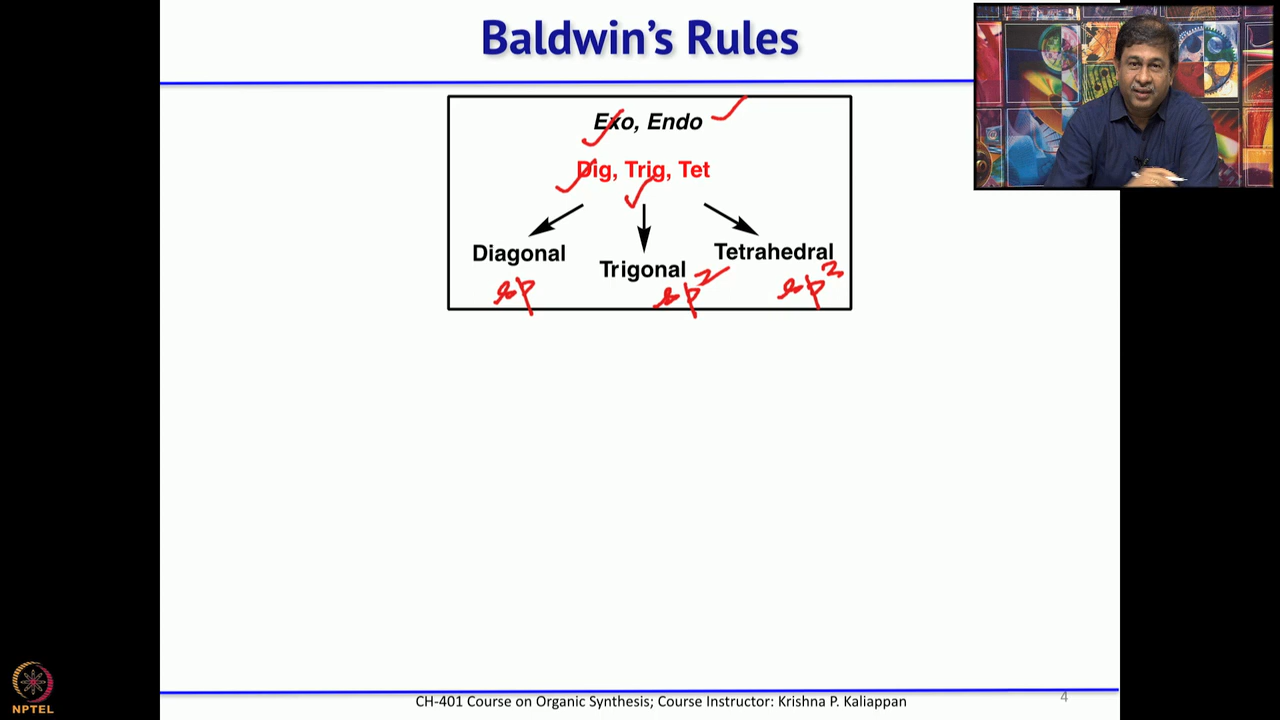 Baldwin's Rules
Exo, Endo
Dig, Trig, Tet
Diagonal
Trigonal
Tetrahedral
sp
sp²
sp³
CH-401 Course on Organic Synthesis; Course Instructor: Krishna P. Kaliappan
4
NPTEL